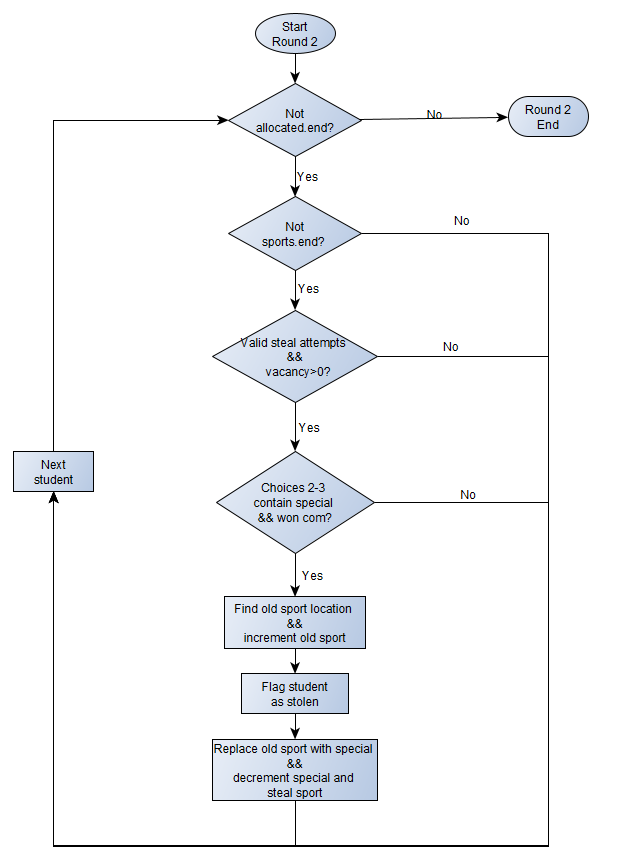 Start
Round 2
Not
allocated.end?
No
Round 2
End
Yes
Not
sports.end?
No
Yes
Valid steal attempts
&&
vacancy>0?
No
Yes
Next
student
Choices 2-3
contain special
&& won com?
No
Yes
Find old sport location
&&
increment old sport
Flag student
as stolen
Replace old sport with special
&&
decrement special and
steal sport